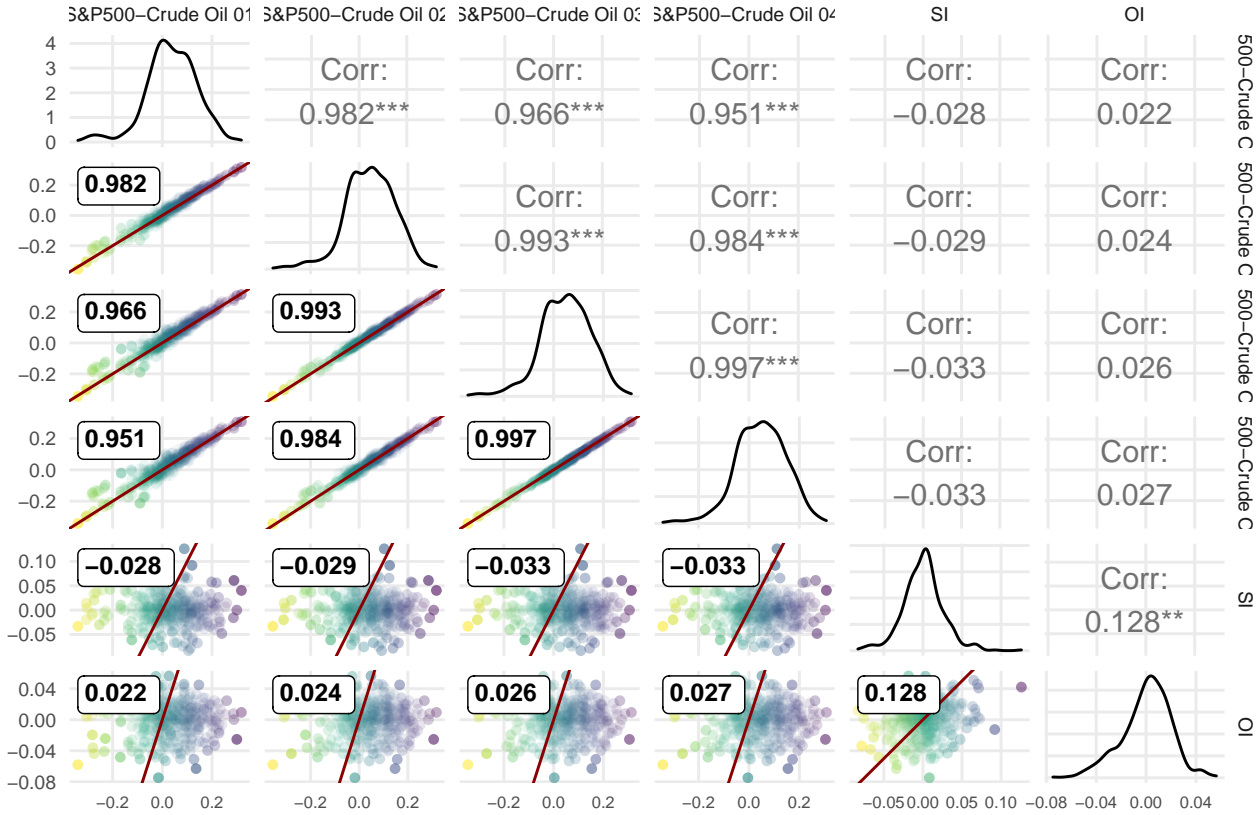 S&P500−Crude Oil 01 S&P500−Crude Oil 02 S&P500−Crude Oil 03 S&P500−Crude Oil 04 SI OI
4
3
2
1
0
Corr: Corr: Corr: Corr: Corr:
0.982*** 0.966*** 0.951*** −0.028 0.022
500−Crude C
0.2
0.0
−0.2
0.982
Corr: Corr: Corr: Corr:
0.993*** 0.984*** −0.029 0.024
500−Crude C
0.2
0.0
−0.2
0.966 0.993
Corr: Corr: Corr:
0.997*** −0.033 0.026
500−Crude C
0.2
0.0
−0.2
0.951 0.984 0.997
Corr: Corr:
−0.033 0.027
500−Crude C
0.10
0.05
0.00
−0.05
−0.028 −0.029 −0.033 −0.033
Corr:
0.128**
SI
0.04
0.00
−0.04
−0.08
0.022 0.024 0.026 0.027 0.128
OI
−0.2 0.0 0.2 −0.2 0.0 0.2 −0.2 0.0 0.2 −0.2 0.0 0.2 −0.05 0.00 0.05 0.10 −0.08 −0.04 0.00 0.04